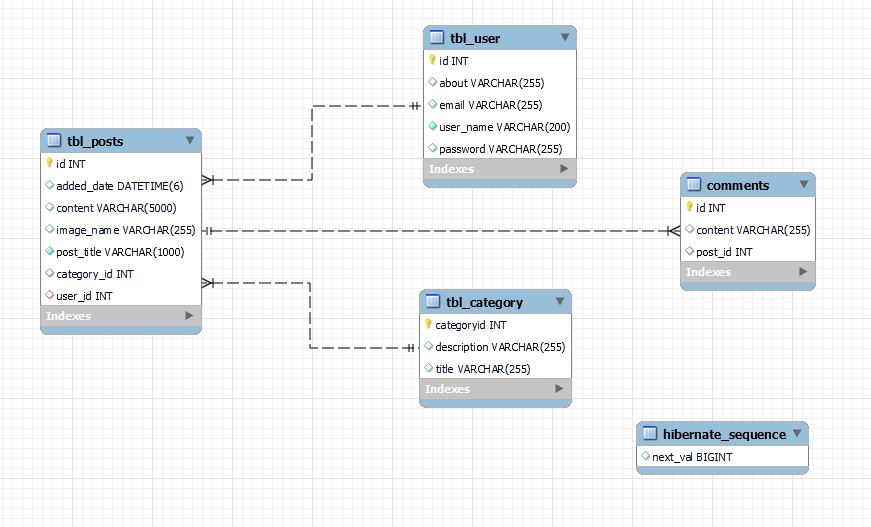 tbl_user
id INT
about VARCHAR(255)
email VARCHAR(255)
user_name VARCHAR(200)
password VARCHAR(255)
Indexes
tbl_posts
id INT
added_date DATETIME(6)
content VARCHAR(5000)
image_name VARCHAR(255)
post_title VARCHAR(1000)
category_id INT
user_id INT
Indexes
comments
id INT
content VARCHAR(255)
post_id INT
Indexes
tbl_category
categoryid INT
description VARCHAR(255)
title VARCHAR(255)
Indexes
hibernate_sequence
next_val BIGINT